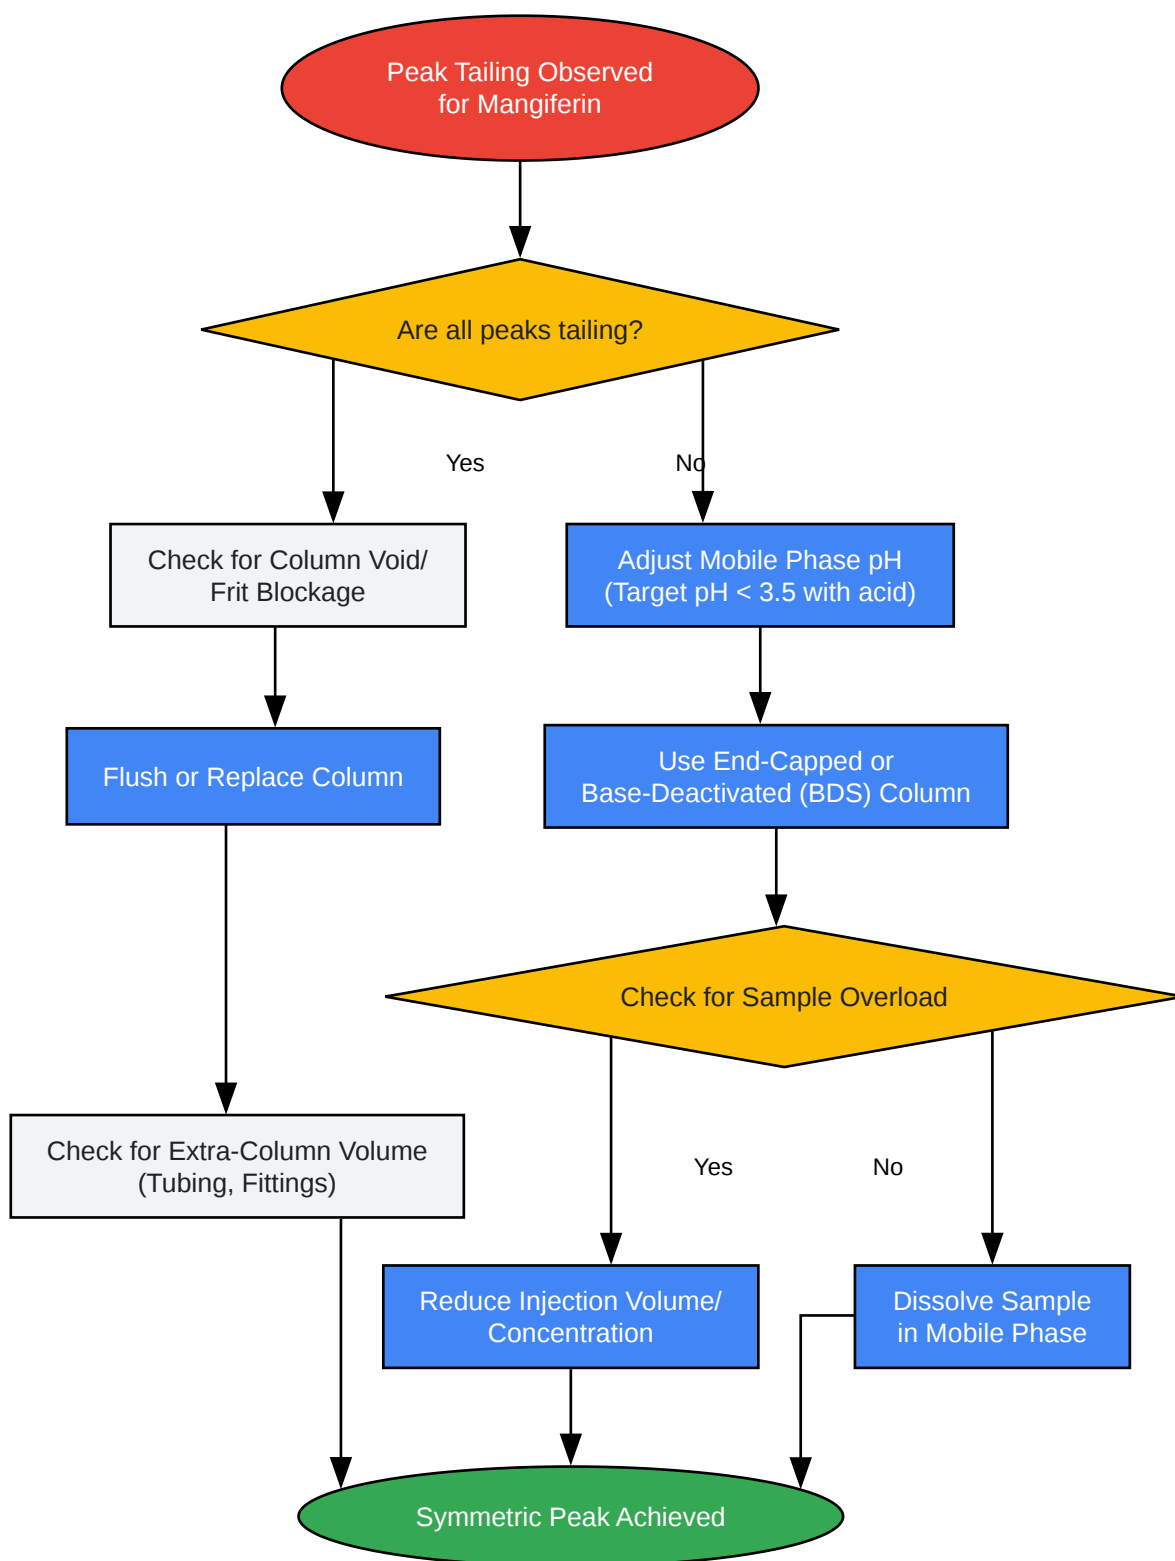 Peak Tailing Observed
for Mangiferin
Are all peaks tailing?
Yes
No
Check for Column Void/
Frit Blockage
Adjust Mobile Phase pH
(Target pH < 3.5 with acid)
Flush or Replace Column
Use End-Capped or
Base-Deactivated (BDS) Column
Check for Sample Overload
Check for Extra-Column Volume
(Tubing, Fittings)
Yes
No
Reduce Injection Volume/
Concentration
Dissolve Sample
in Mobile Phase
Symmetric Peak Achieved